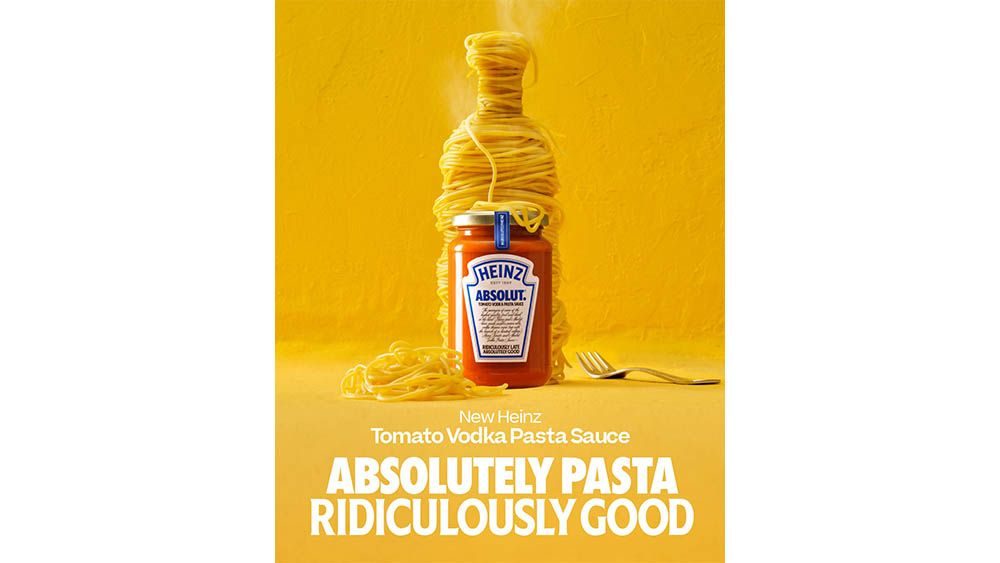 HEINZ
ESTD 1869
ABSOLUT.
TOMATO VODKA PASTA SAUCE
RIDICULOUSLY LATE
ABSOLUTELY GOOD
New Heinz
Tomato Vodka Pasta Sauce
ABSOLUTELY PASTA
RIDICULOUSLY GOOD